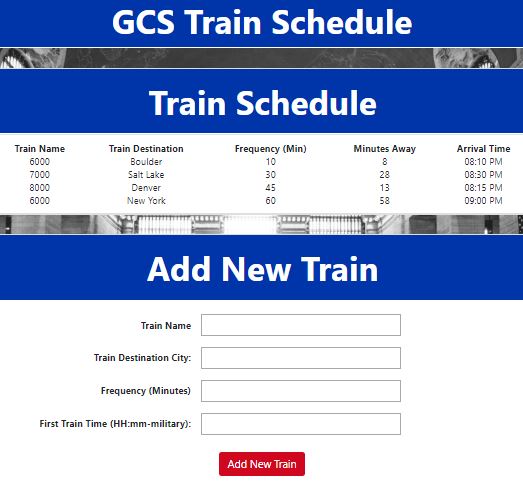 GCS Train Schedule
Train Schedule
Train Name Train Destination Frequency (Min) Minutes Away Arrival Time
6000 Boulder 10 8 08:10 PM
7000 Salt Lake 30 28 08:30 PM
8000 Denver 45 13 08:15 PM
6000 New York 60 58 09:00 PM
Add New Train
Train Name
Train Destination City:
Frequency (Minutes)
First Train Time (HH:mm-military):
Add New Train